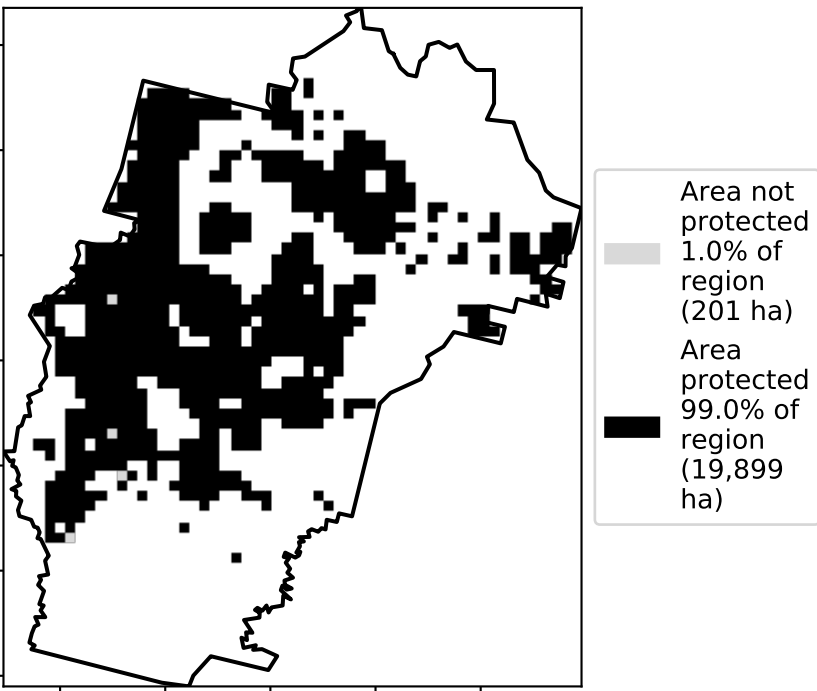 Area not
protected
1.0% of
region
(201 ha)
Area
protected
99.0% of
region
(19,899
ha)